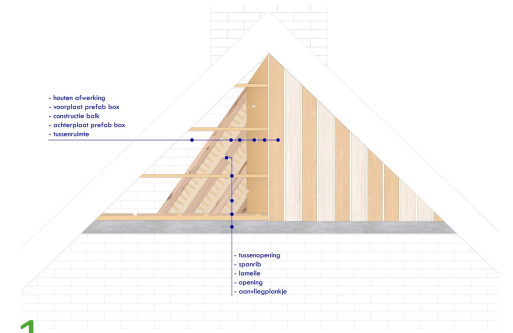 - houten afwerking
- voorplaat prefab box
- constructie balk
- achterplaat prefab box
- tussenruimte
- tussenopening
- spanrib
- lamelle
- opening
- aanvliegplankje
1